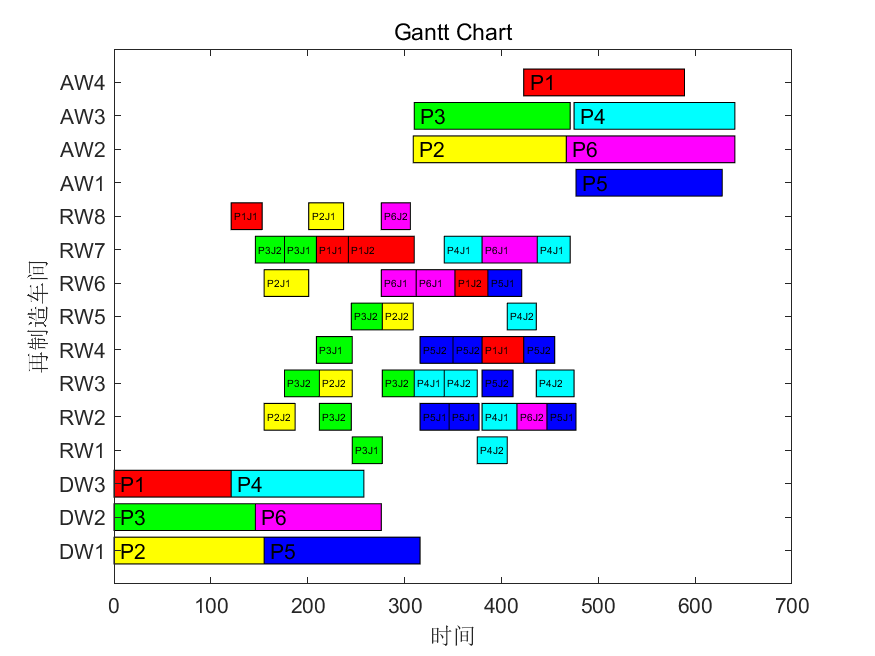 Gantt Chart
AW4 P1
AW3 P3 P4
AW2 P2 P6
AW1 P5
RW8 P1J1 P2J1 P6J2
RW7 P3J2 P3J1 P1J1 P1J2 P4J1 P6J1 P4J1
RW6 P2J1 P6J1 P6J1 P1J2 P5J1
RW5 P3J2 P2J2 P4J2
RW4 P3J1 P5J2 P5J2 P1J1 P5J2
RW3 P3J2 P2J2 P3J2 P4J1 P4J2 P5J2 P4J2
RW2 P2J2 P3J2 P5J1 P5J1 P4J1 P6J2 P5J1
RW1 P3J1 P4J2
DW3 P1 P4
DW2 P3 P6
DW1 P2 P5
0 100 200 300 400 500 600 700
时间
再制造车间